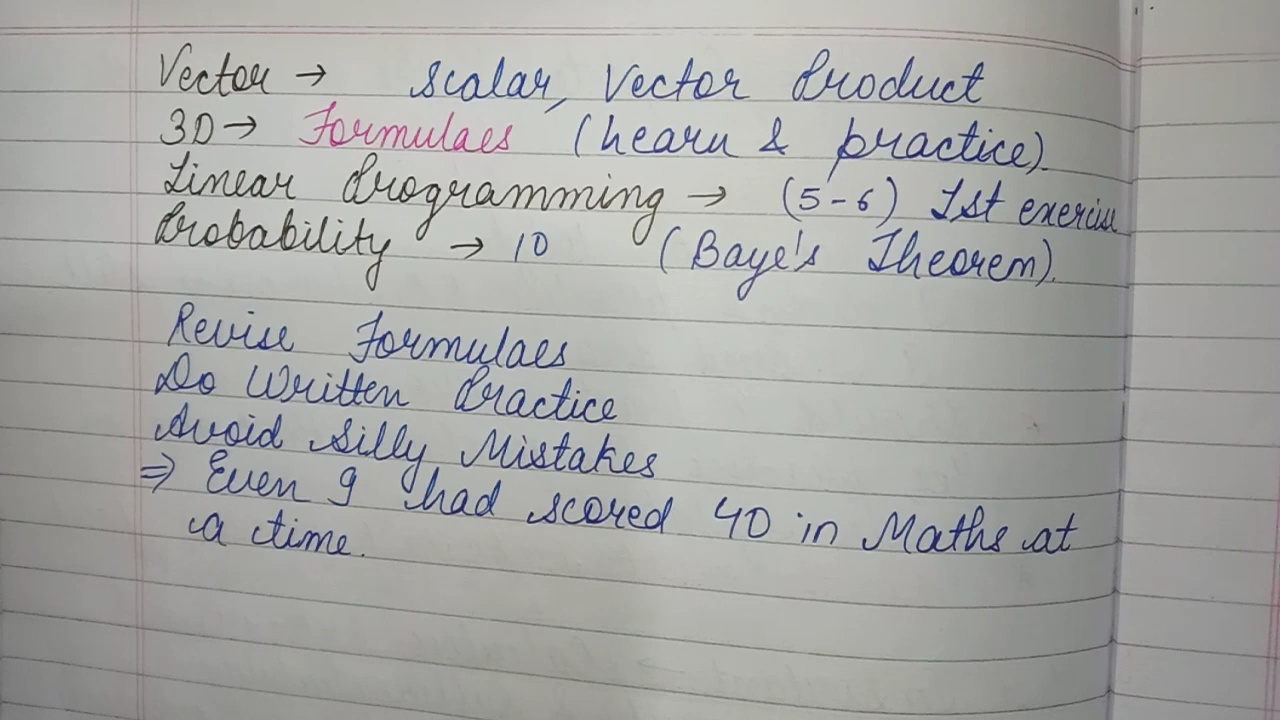 Vector → Scalar, Vector Product
3D → Formulaes (Learn & practice).
Linear Programming → (5-6) Ist exercise
Probability → 10 (Baye's Theorem).
Revise Formulaes
Do Written Practice
Avoid Silly Mistakes
⇒ Even I had scored 40 in Maths at
a time.